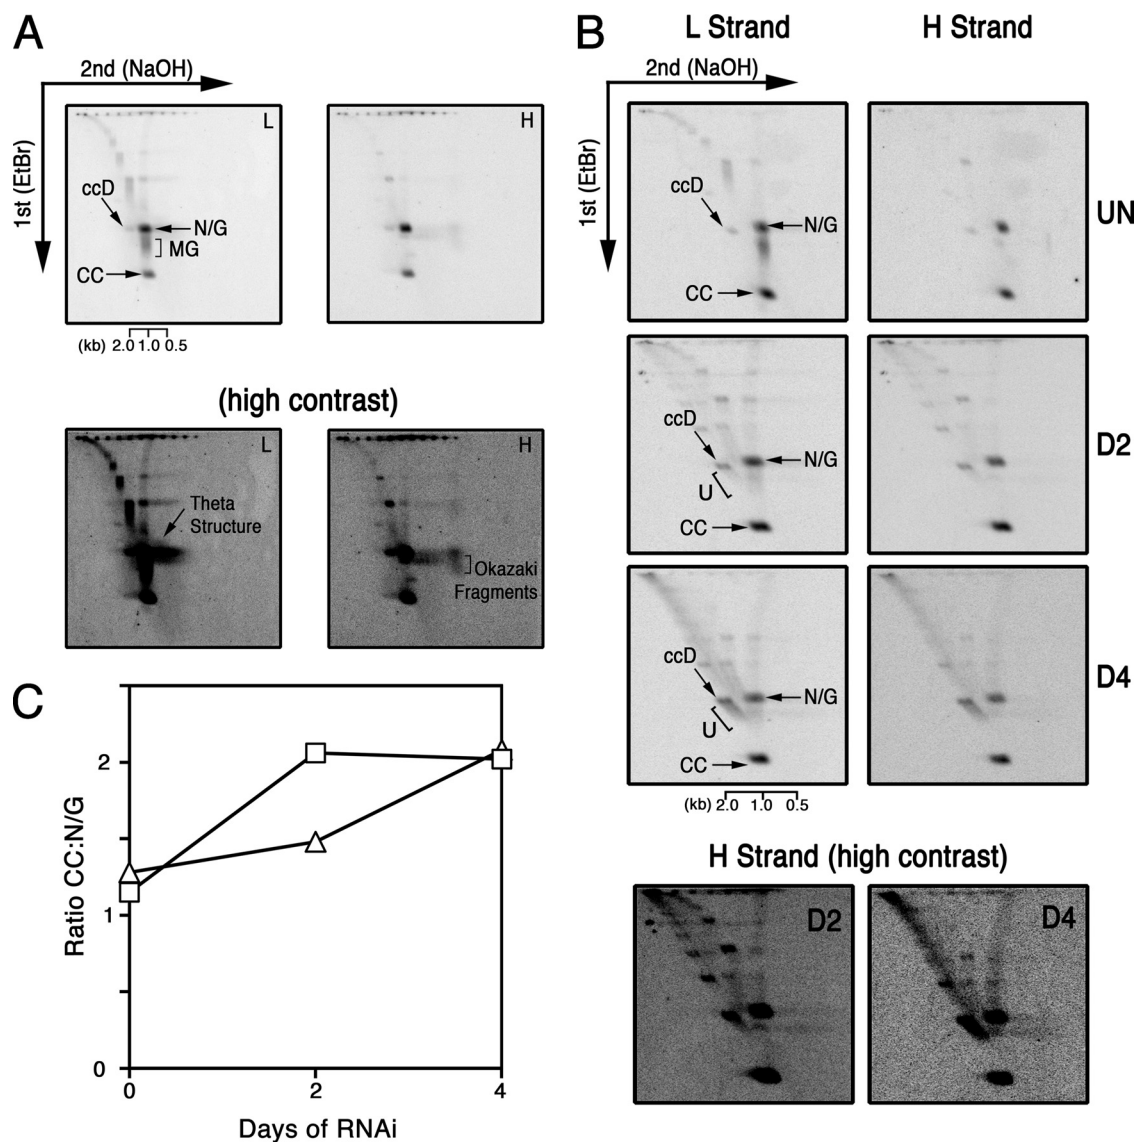 A
2nd (NaOH)
1st (EtBr)
L
ccD
N/G
MG
CC
(kb) 2.0 1.0 0.5
H
(high contrast)
L
Theta
Structure
H
Okazaki
Fragments
B
L Strand
H Strand
2nd (NaOH)
1st (EtBr)
ccD
N/G
CC
UN
ccD
N/G
U
CC
D2
ccD
N/G
U
CC
D4
(kb) 2.0 1.0 0.5
H Strand (high contrast)
D2
D4
C
Ratio CC:N/G
2
1
0
0 2 4
Days of RNAi